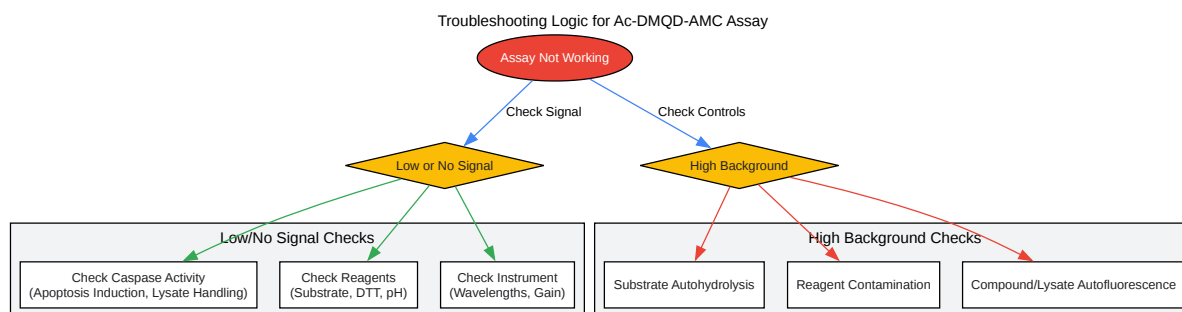 Troubleshooting Logic for Ac-DMQD-AMC Assay
Assay Not Working
Check Signal
Check Controls
Low or No Signal
High Background
Low/No Signal Checks
High Background Checks
Check Caspase Activity
(Apoptosis Induction, Lysate Handling)
Check Reagents
(Substrate, DTT, pH)
Check Instrument
(Wavelengths, Gain)
Substrate Autohydrolysis
Reagent Contamination
Compound/Lysate Autofluorescence